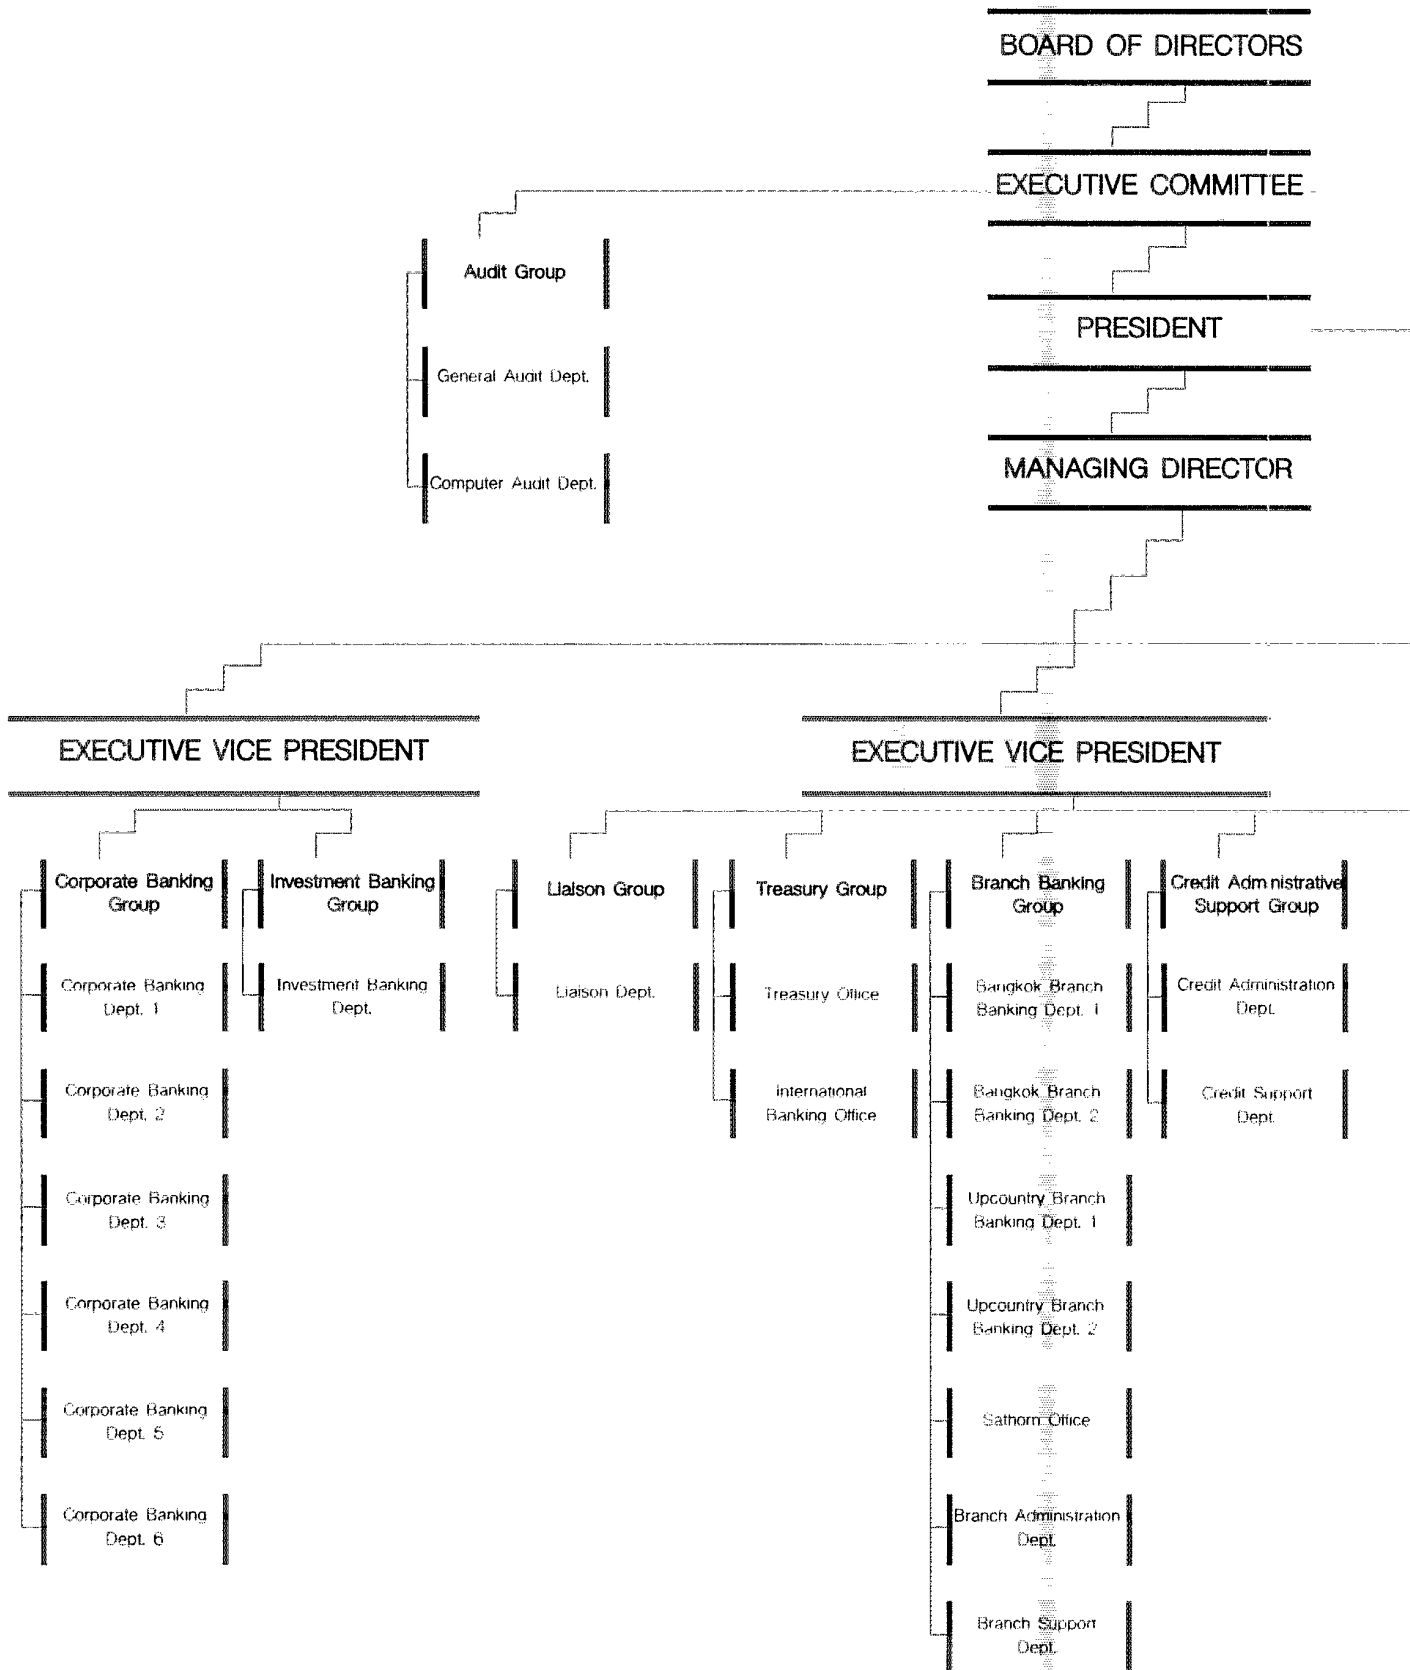 BOARD OF DIRECTORS
EXECUTIVE COMMITTEE
Audit Group
PRESIDENT
General Audit Dept.
MANAGING DIRECTOR
Computer Audit Dept.
EXECUTIVE VICE PRESIDENT
EXECUTIVE VICE PRESIDENT
Corporate Banking
Group
Investment Banking
Group
Liaison Group
Treasury Group
Branch Banking
Group
Credit Administrative
Support Group
Corporate Banking
Dept. 1
Investment Banking
Dept.
Liaison Dept.
Treasury Office
Bangkok Branch
Banking Dept. 1
Credit Administration
Dept.
Corporate Banking
Dept. 2
International
Banking Office
Bangkok Branch
Banking Dept. 2
Credit Support
Dept.
Corporate Banking
Dept. 3
Upcountry Branch
Banking Dept. 1
Corporate Banking
Dept. 4
Upcountry Branch
Banking Dept. 2
Corporate Banking
Dept. 5
Sathorn Office
Corporate Banking
Dept. 6
Branch Administration
Dept.
Branch Support
Dept.